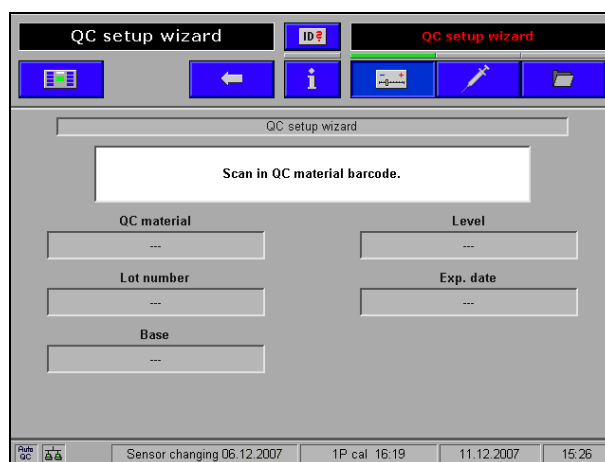 QC setup wizard
ID?
QC setup wizard
i
- +
QC setup wizard
Scan in QC material barcode.
QC material
Level
---
---
Lot number
Exp. date
---
---
Base
---
Auto
QC
Sensor changing 06.12.2007
1P cal 16:19
11.12.2007
15:26